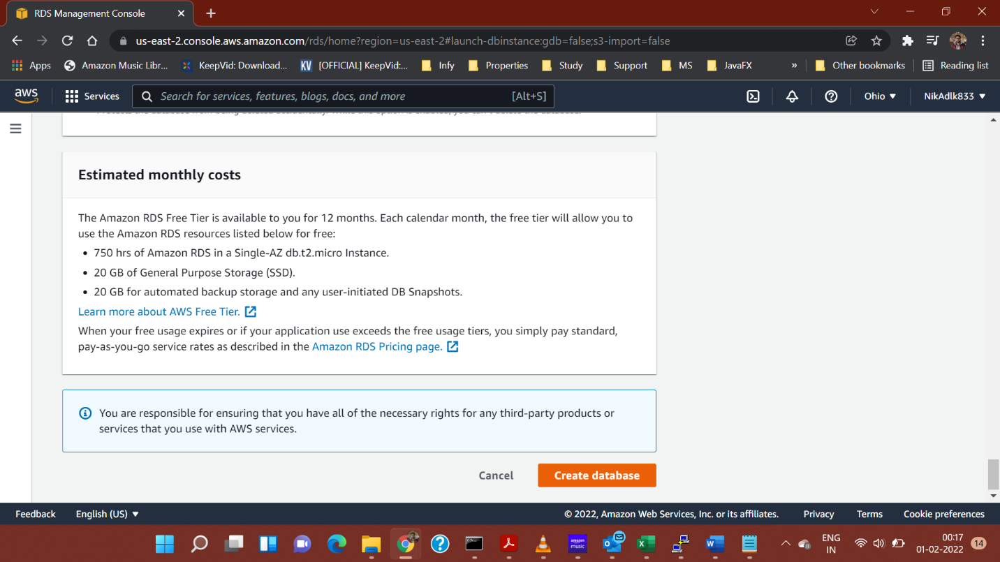 RDS Management Console
us-east-2.console.aws.amazon.com/rds/home?region=us-east-2#launch-dbinstance:gdb=false;s3-import=false
Apps
Amazon Music Libr...
KeepVid: Download...
KV
[OFFICIAL] KeepVid:...
Infy
Properties
Study
Support
MS
JavaFX
»
Other bookmarks
Reading list
aws
Services
Search for services, features, blogs, docs, and more
[Alt+S]
Ohio
NikAdlk833
Estimated monthly costs
The Amazon RDS Free Tier is available to you for 12 months. Each calendar month, the free tier will allow you to
use the Amazon RDS resources listed below for free:
• 750 hrs of Amazon RDS in a Single-AZ db.t2.micro Instance.
• 20 GB of General Purpose Storage (SSD).
• 20 GB for automated backup storage and any user-initiated DB Snapshots.
Learn more about AWS Free Tier.
When your free usage expires or if your application use exceeds the free usage tiers, you simply pay standard,
pay-as-you-go service rates as described in the Amazon RDS Pricing page.
You are responsible for ensuring that you have all of the necessary rights for any third-party products or
services that you use with AWS services.
Cancel
Create database
Feedback
English (US)
© 2022, Amazon Web Services, Inc. or its affiliates.
Privacy
Terms
Cookie preferences
amazon
music
ENG
IN
00:17
01-02-2022
14